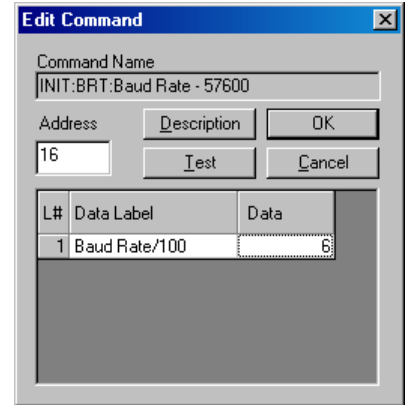 Edit Command
Command Name
INIT:BRT:Baud Rate - 57600
Address Description OK
16 Test Cancel
L# Data Label Data
1 Baud Rate/100 6